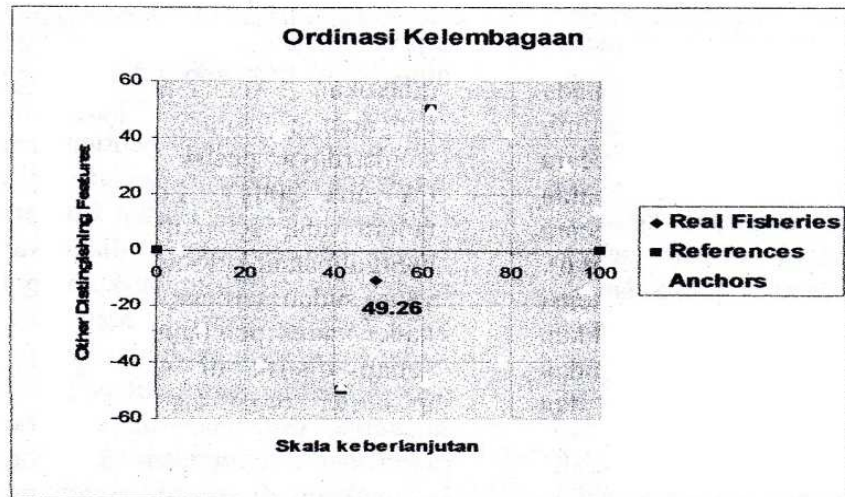 Ordinasi Kelembagaan
Other Distingishing Features
60
40
20
0
-20
-40
-60
0 20 40 60 80 100
49.26
Skala keberlanjutan
Real Fisheries
References
Anchors